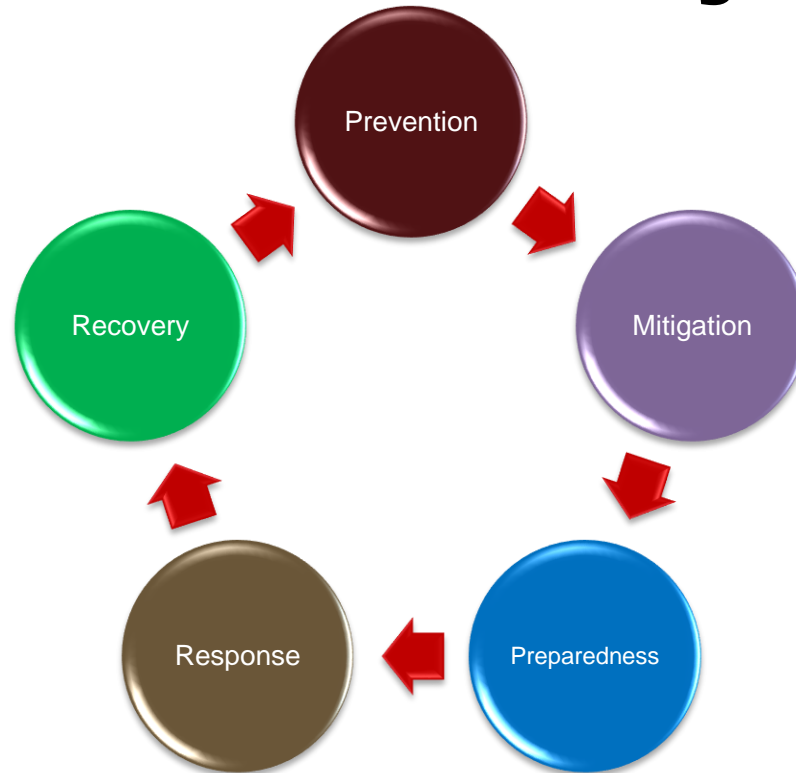 Prevention
Mitigation
Preparedness
Response
Recovery